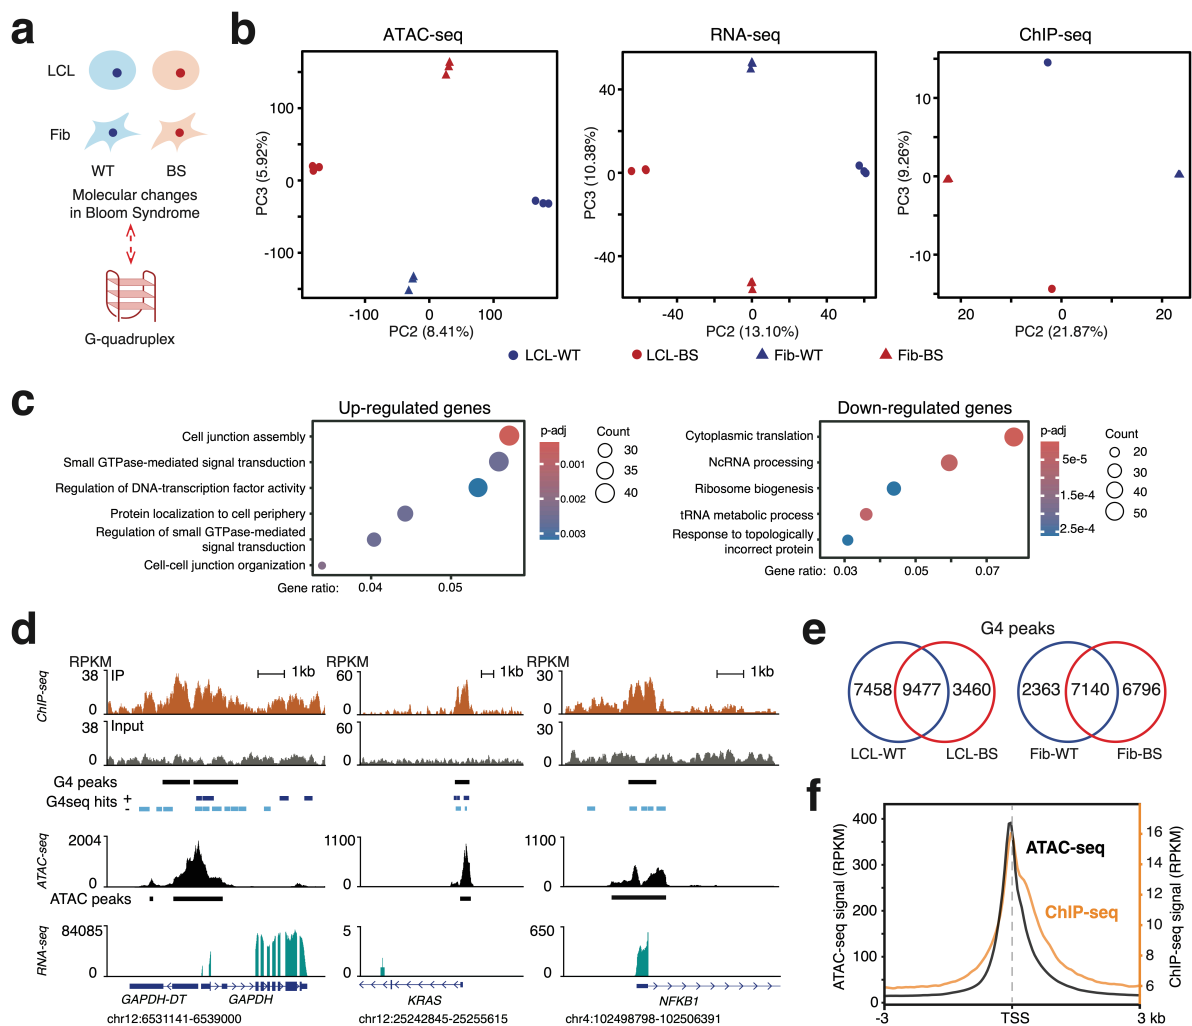 a
LCL
Fib
WT BS
Molecular changes
in Bloom Syndrome
G-quadruplex
b
ATAC-seq
PC3 (5.92%)
100
0
-100
-100 0 100
PC2 (8.41%)
RNA-seq
PC3 (10.38%)
40
0
-40
-40 0 40
PC2 (13.10%)
ChIP-seq
PC3 (9.26%)
10
0
-10
20 0 20
PC2 (21.87%)
LCL-WT LCL-BS Fib-WT Fib-BS
c
Up-regulated genes
Cell junction assembly
Small GTPase-mediated signal transduction
Regulation of DNA-transcription factor activity
Protein localization to cell periphery
Regulation of small GTPase-mediated
signal transduction
Cell-cell junction organization
Gene ratio: 0.04 0.05
p-adj
0.001
0.002
0.003
Count
30
35
40
Down-regulated genes
Cytoplasmic translation
NcRNA processing
Ribosome biogenesis
tRNA metabolic process
Response to topologically
incorrect protein
Gene ratio: 0.03 0.05 0.07
p-adj
5e-5
1.5e-4
2.5e-4
Count
20
30
40
50
d
RPKM RPKM RPKM
ChIP-seq
38 IP 1kb 60 1kb 30 1kb
0 0 0
38 Input 60 30
0 0 0
G4 peaks
G4seq hits +
-
ATAC-seq
2004 1100 1100
0 0 0
ATAC peaks
RNA-seq
84085 5 650
0 0 0
GAPDH-DT GAPDH KRAS NFKB1
chr12:6531141-6539000 chr12:25242845-25255615 chr4:102498798-102506391
e
G4 peaks
7458 9477 3460 2363 7140 6796
LCL-WT LCL-BS Fib-WT Fib-BS
f
ATAC-seq signal (RPKM)
400
300
200
100
0
ATAC-seq
ChIP-seq
16
14
12
10
8
6
ChIP-seq signal (RPKM)
-3 TSS 3 kb